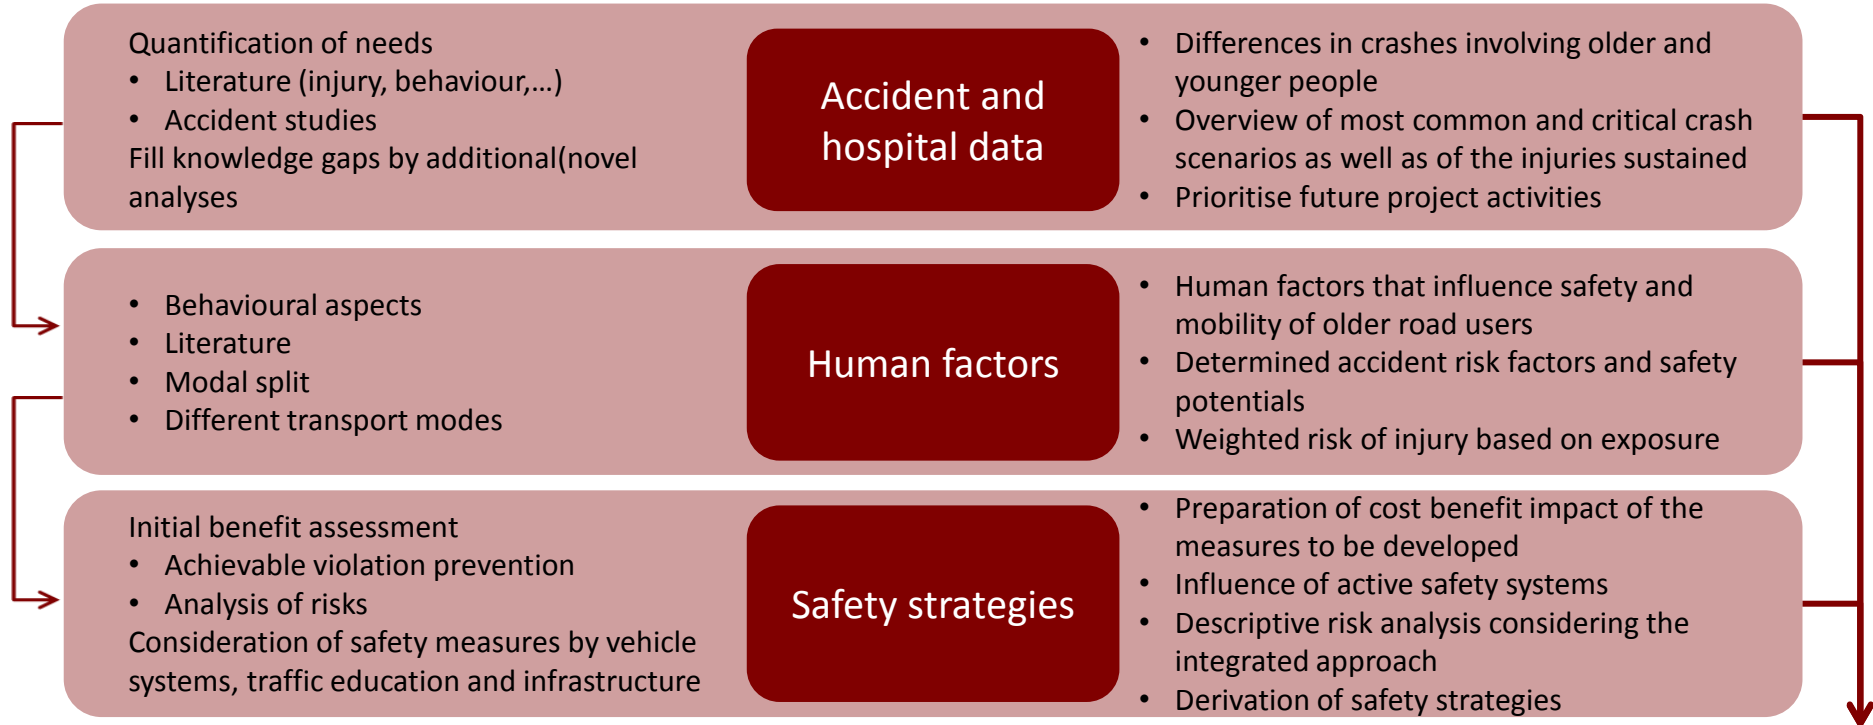 Quantification of needs
• Literature (injury, behaviour,...)
• Accident studies
Fill knowledge gaps by additional(novel
analyses
Accident and
hospital data
• Differences in crashes involving older and
younger people
• Overview of most common and critical crash
scenarios as well as of the injuries sustained
• Prioritise future project activities
• Behavioural aspects
• Literature
• Modal split
• Different transport modes
Human factors
• Human factors that influence safety and
mobility of older road users
• Determined accident risk factors and safety
potentials
• Weighted risk of injury based on exposure
Initial benefit assessment
• Achievable violation prevention
• Analysis of risks
Consideration of safety measures by vehicle
systems, traffic education and infrastructure
Safety strategies
• Preparation of cost benefit impact of the
measures to be developed
• Influence of active safety systems
• Descriptive risk analysis considering the
integrated approach
• Derivation of safety strategies